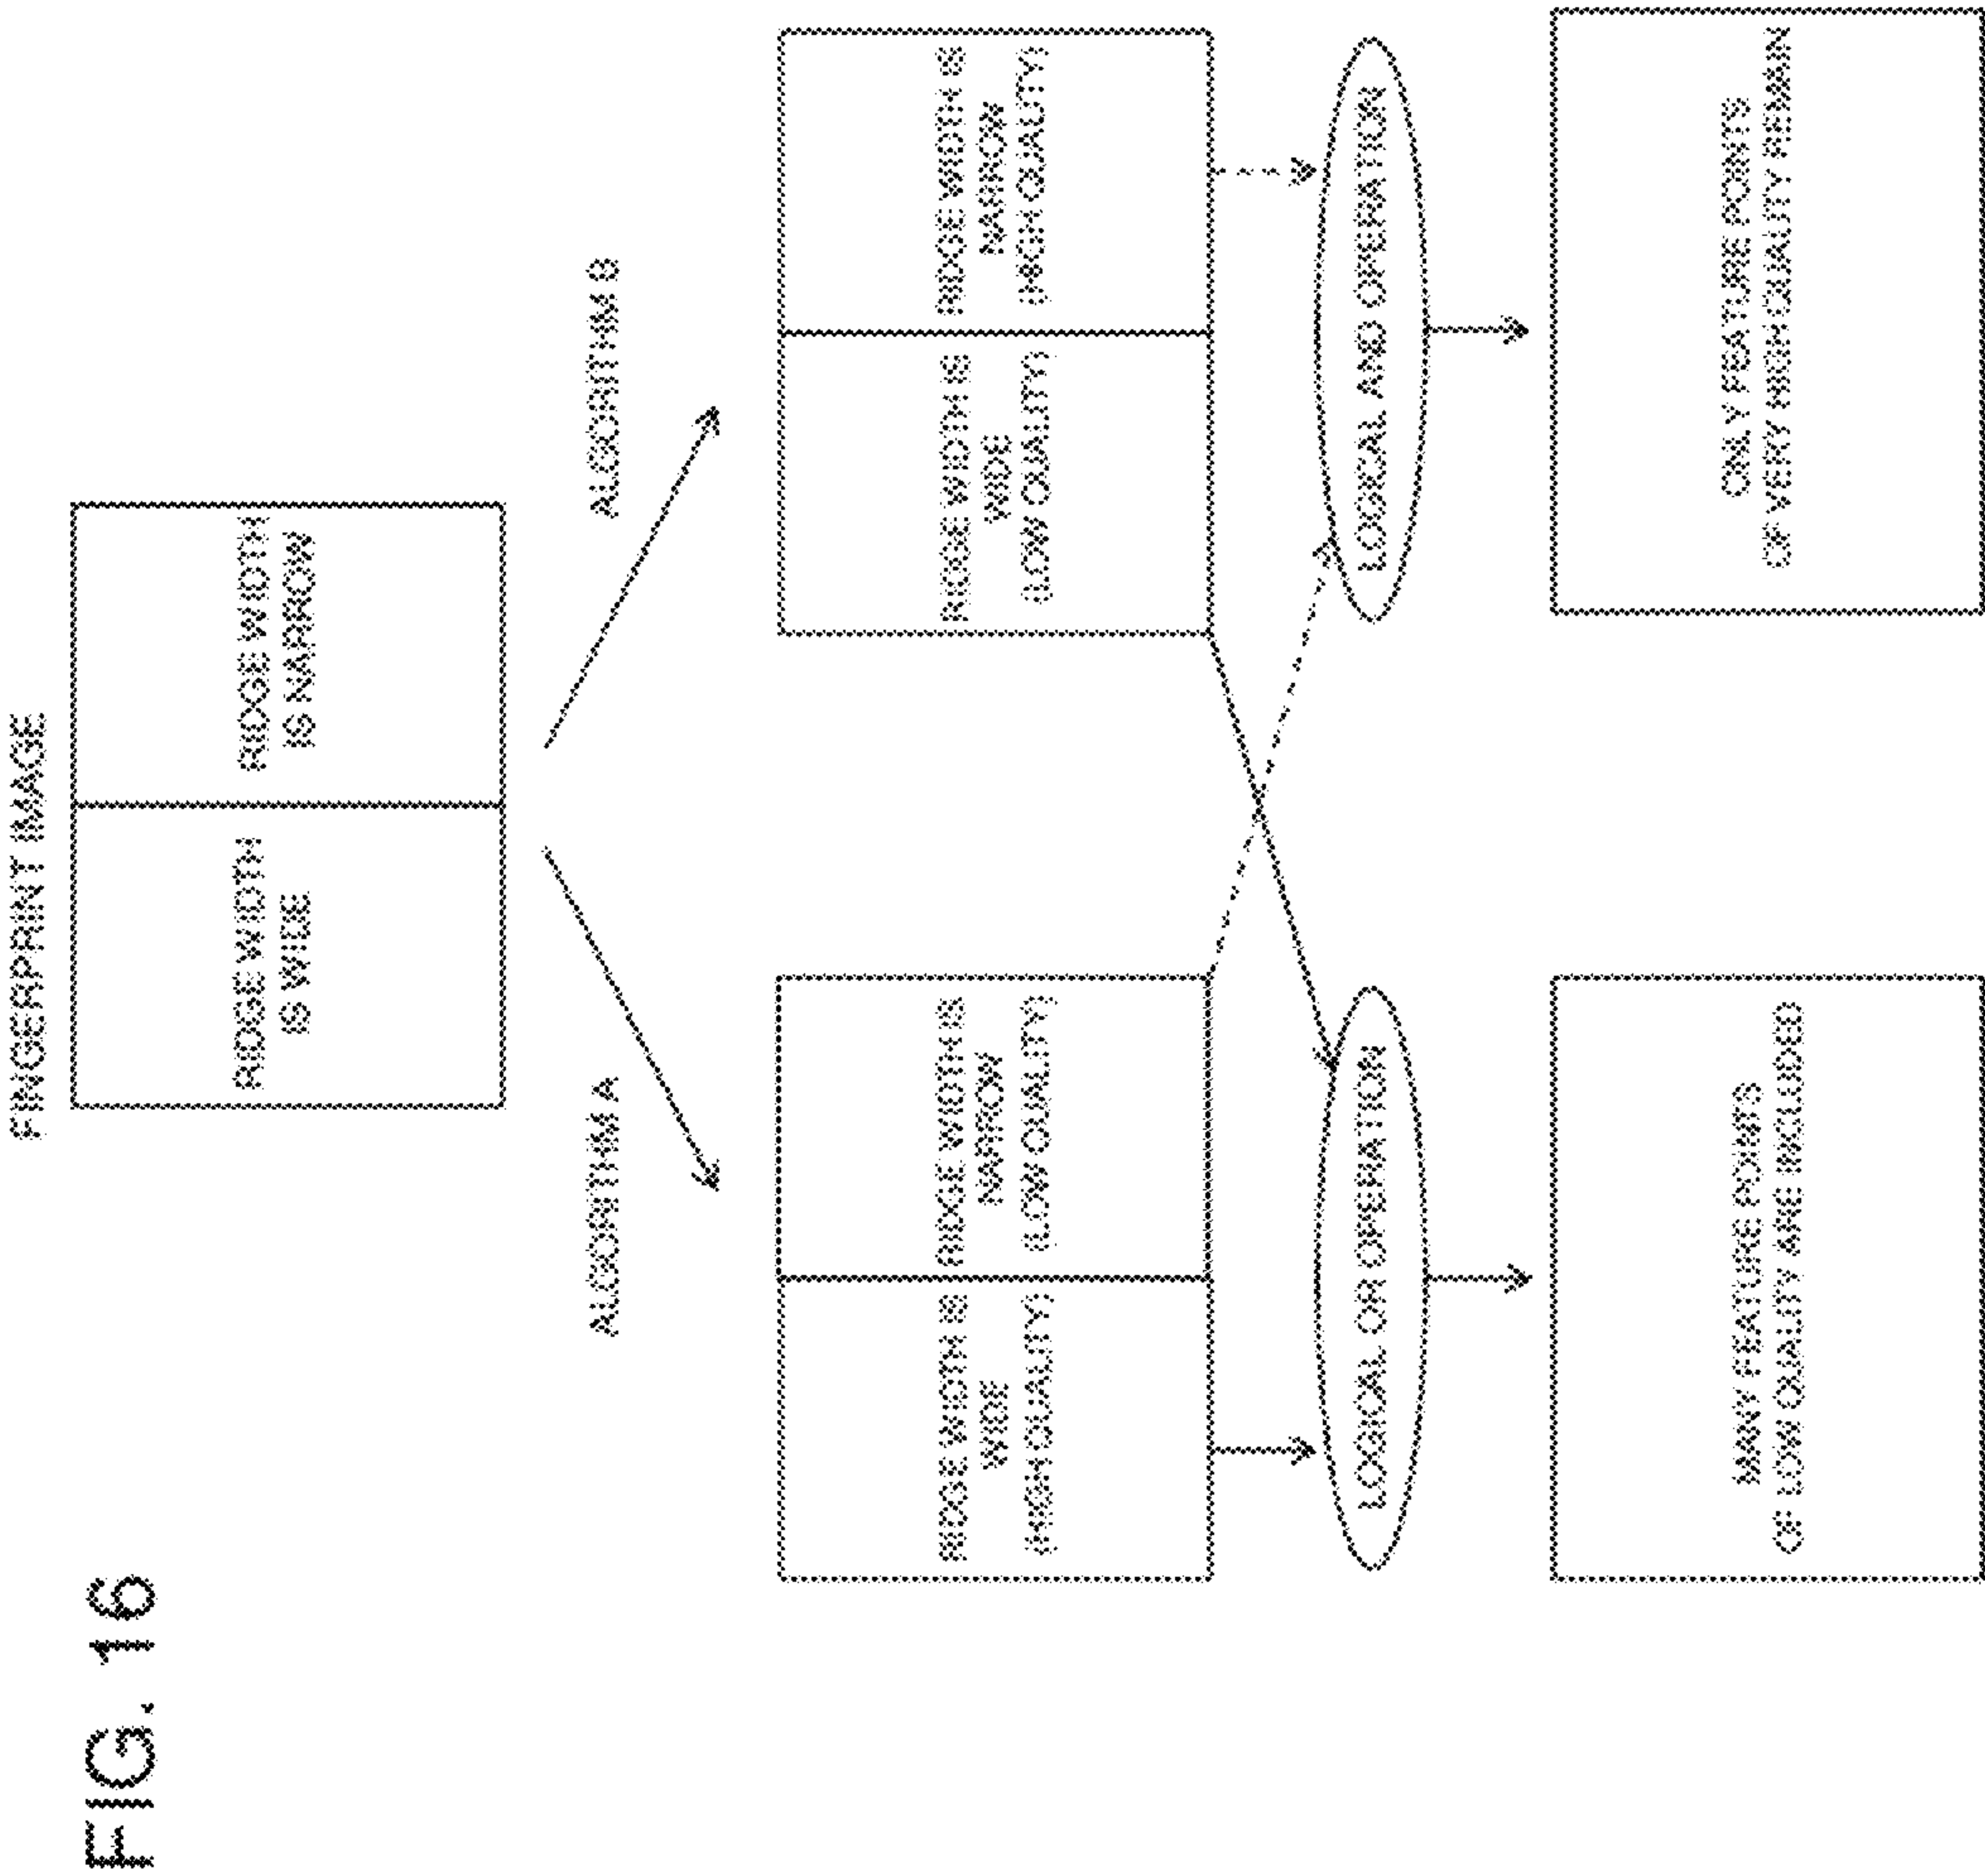 FIG. 16
FINGERPRINT IMAGE
RIDGE WIDTH
IS WIDE
RIDGE WIDTH
IS NARROW
ALGORITHM A
ALGORITHM B
RIDGE WIDTH IS
WIDE
(HIGH QUALITY)
RIDGE WIDTH IS
NARROW
(LOW QUALITY)
RIDGE WIDTH IS
WIDE
(LOW QUALITY)
RIDGE WIDTH IS
NARROW
(HIGH QUALITY)
LOGICAL OR OPERATION
LOGICAL AND OPERATION
MANY FEATURE POINTS
OF LOW QUALITY ARE INCLUDED
ONLY FEATURE POINTS
OF VERY HIGH QUALITY REMAIN